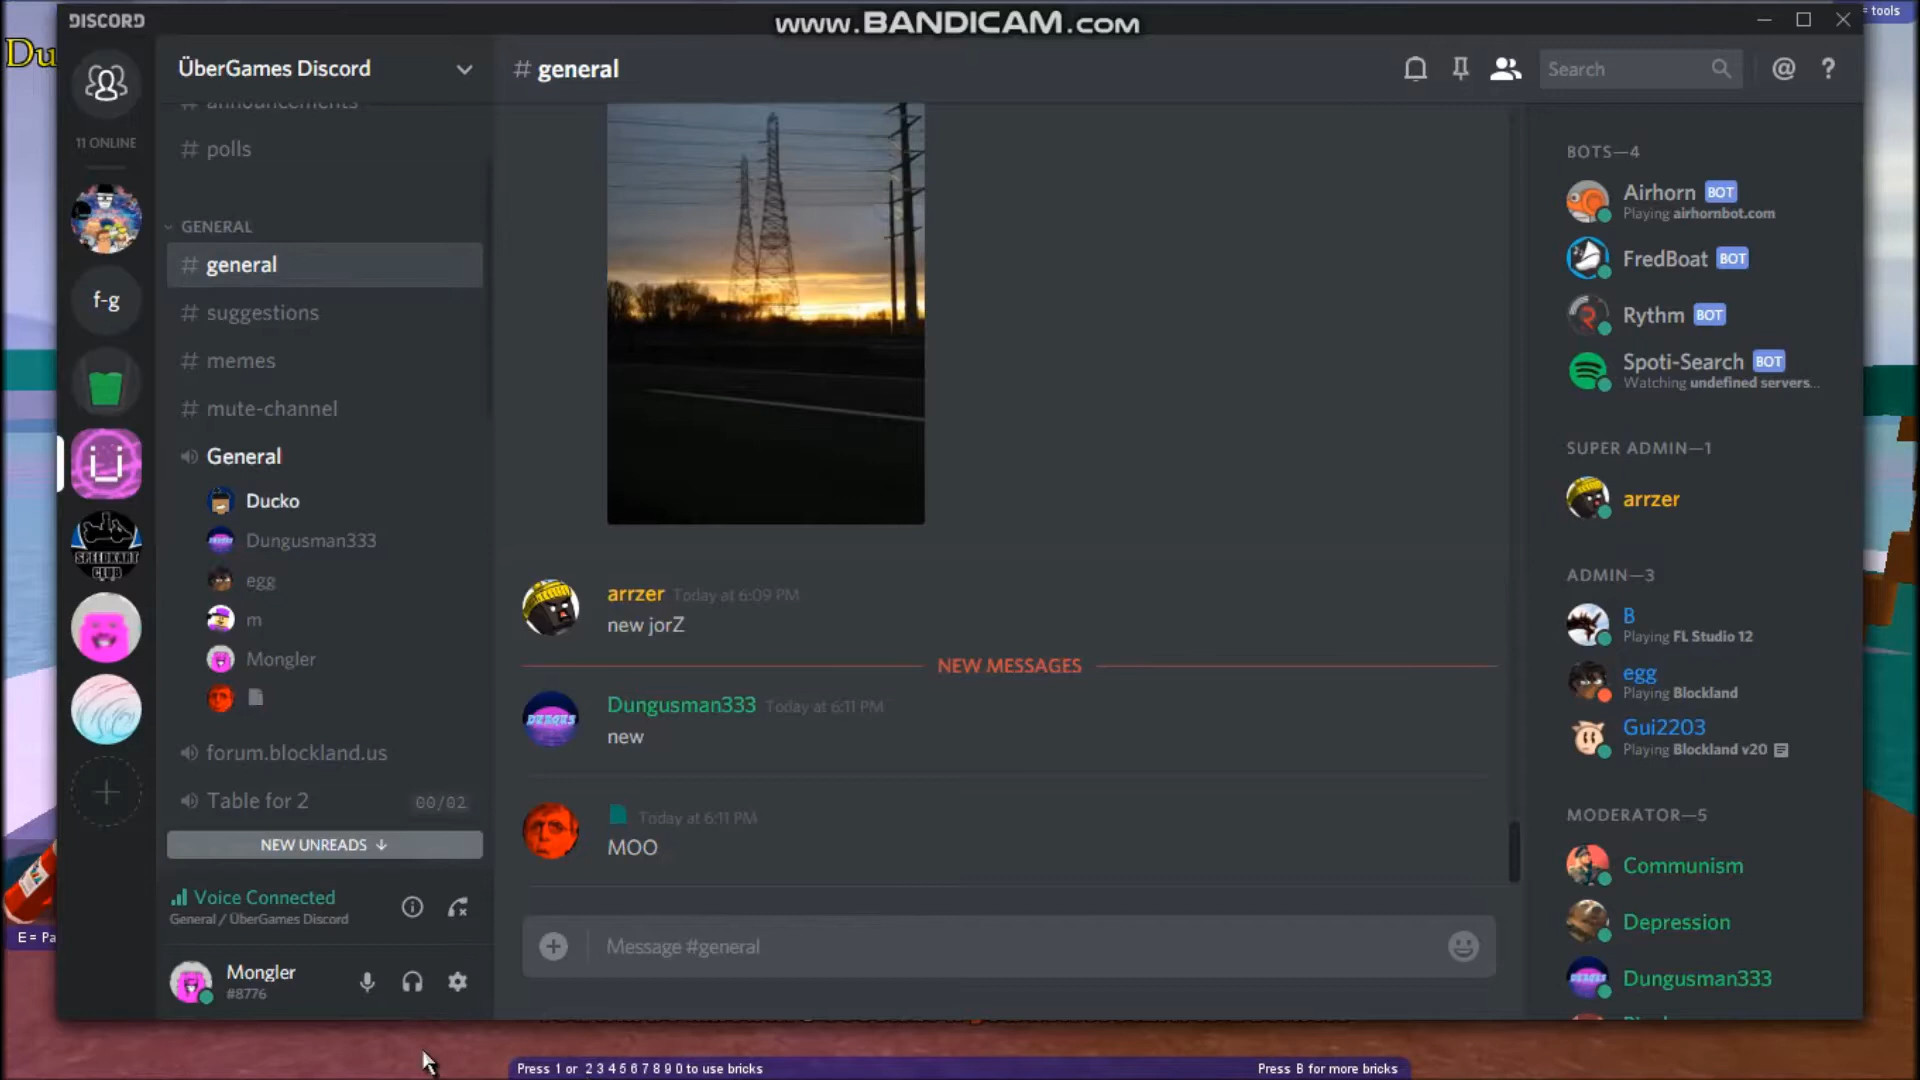 www.BANDICAM.com
DISCORD
= tools
Du
ÜberGames Discord
# general
Search
@ ?
11 ONLINE
# announcements
# polls
GENERAL
# general
# suggestions
# memes
# mute-channel
General
Ducko
Dungusman333
egg
m
Mongler
forum.blockland.us
Table for 2 00/02
NEW UNREADS ↓
Voice Connected
General / ÜberGames Discord
Mongler
#8776
f-g
SPEEDKART
CLUB
arrzer Today at 6:09 PM
new jorZ
NEW MESSAGES
DUNGUS
Dungusman333 Today at 6:11 PM
new
Today at 6:11 PM
MOO
Message #general
BOTS—4
Airhorn BOT
Playing airhornbot.com
FredBoat BOT
Rythm BOT
Spoti-Search BOT
Watching undefined servers...
SUPER ADMIN—1
arrzer
ADMIN—3
B
Playing FL Studio 12
egg
Playing Blockland
Gui2203
Playing Blockland v20
MODERATOR—5
Communism
Depression
Dungusman333
E = Pa
Press 1 or 2 3 4 5 6 7 8 9 0 to use bricks
Press B for more bricks